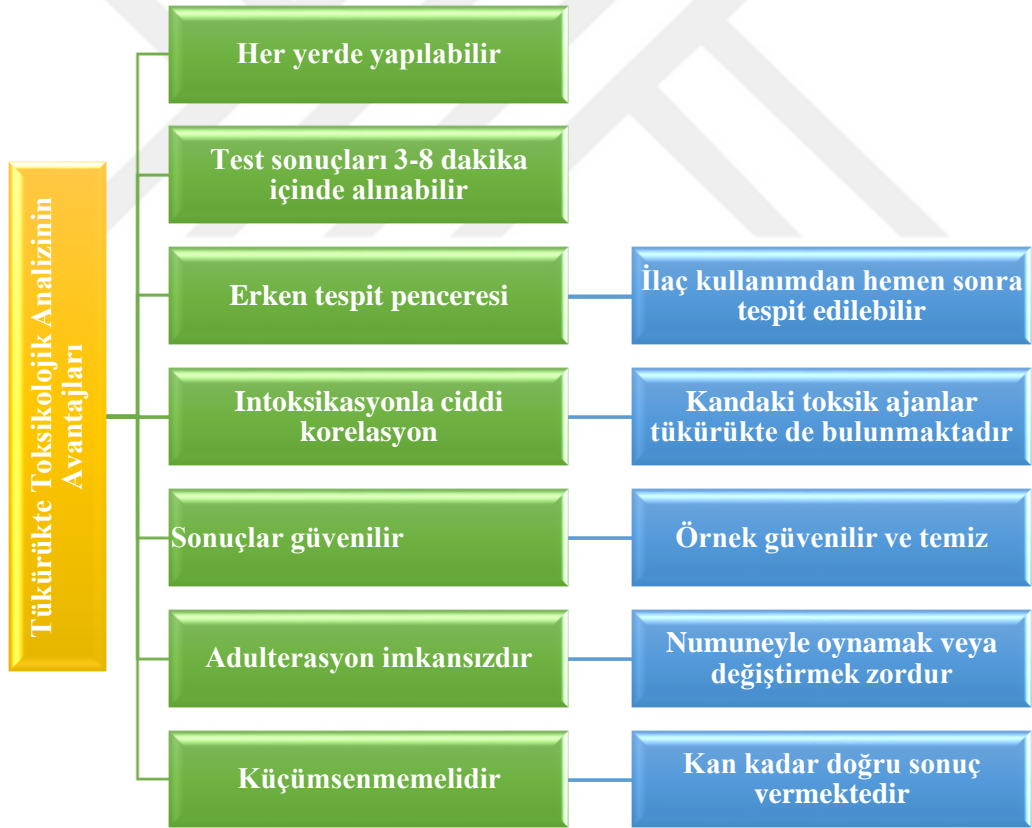 Tükürükte Toksikolojik Analizinin
Avantajları
Her yerde yapılabilir
Test sonuçları 3-8 dakika
içinde alınabilir
Erken tespit penceresi
İlaç kullanımdan hemen sonra
tespit edilebilir
Intoksikasyonla ciddi
korelasyon
Kandaki toksik ajanlar
tükürükte de bulunmaktadır
Sonuçlar güvenilir
Örnek güvenilir ve temiz
Adulterasyon imkansızdır
Numuneyle oynamak veya
değiştirmek zordur
Küçümsenmemelidir
Kan kadar doğru sonuç
vermektedir